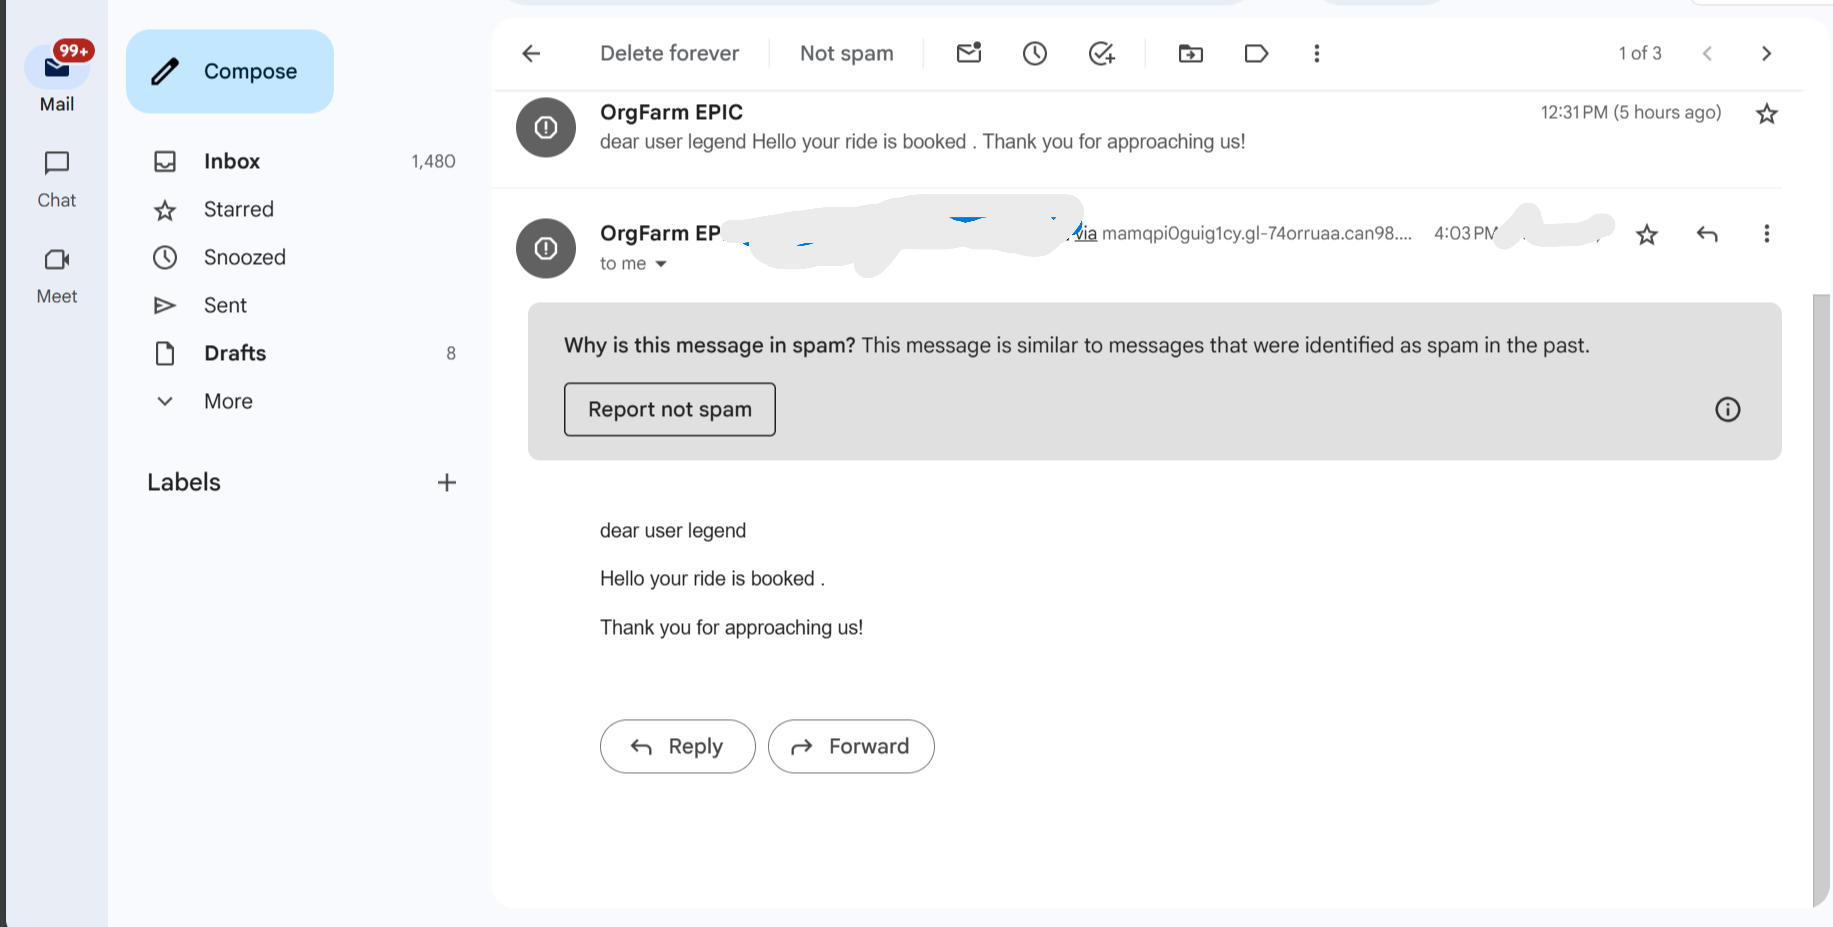 99+
Mail
Chat
Meet
Compose
Inbox 1,480
Starred
Snoozed
Sent
Drafts 8
More
Labels
Delete forever Not spam 1 of 3
OrgFarm EPIC 12:31 PM (5 hours ago)
dear user legend Hello your ride is booked . Thank you for approaching us!
OrgFarm EP via mamqpi0guig1cy.gl-74orruaa.can98.... 4:03 PM
to me
Why is this message in spam? This message is similar to messages that were identified as spam in the past.
Report not spam
dear user legend
Hello your ride is booked .
Thank you for approaching us!
Reply Forward